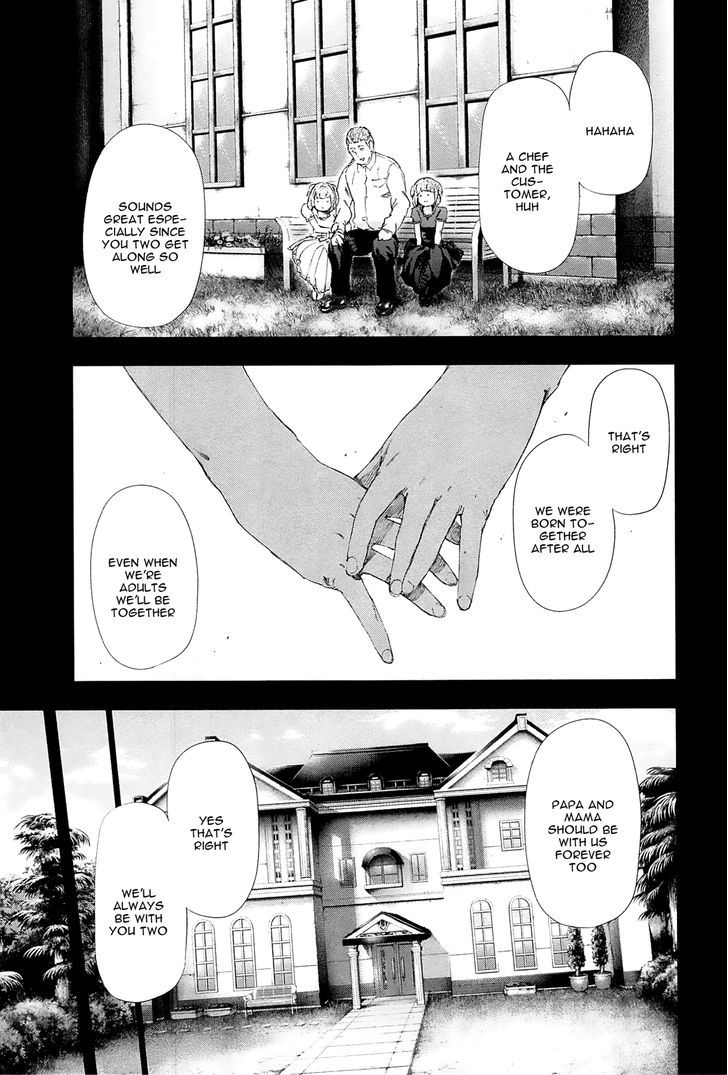 HAHAHA
A CHEF
AND THE
CUS-
TOMER,
HUH
SOUNDS
GREAT ESPE-
CIALLY SINCE
YOU TWO GET
ALONG SO
WELL
THAT'S
RIGHT
WE WERE
BORN TO-
GETHER
AFTER ALL
EVEN WHEN
WE'RE
ADULTS
WE'LL BE
TOGETHER
PAPA AND
MAMA
SHOULD BE
WITH US
FOREVER
TOO
YES
THAT'S
RIGHT
WE'LL
ALWAYS
BE WITH
YOU TWO